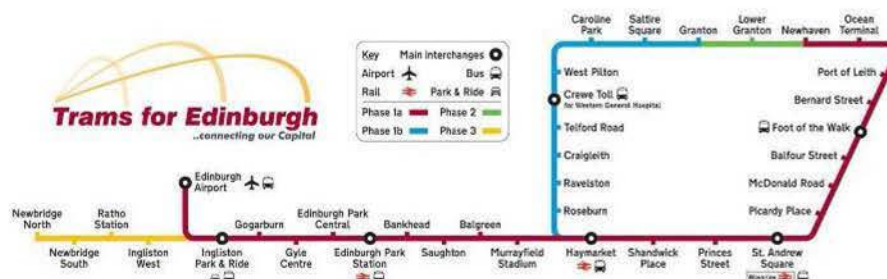 Trams for Edinburgh
..connecting our Capital
Key Main interchanges
Airport Bus
Rail Park & Ride
Phase 1a Phase 2
Phase 1b Phase 3
Caroline
Park
Saltire
Square
Granton
Lower
Granton
Newhaven
Ocean
Terminal
West Pilton
Crewe Toll
for Western General Hospital
Telford Road
Craigleith
Ravelston
Roseburn
Port of Leith
Bernard Street
Foot of the Walk
Balfour Street
McDonald Road
Picardy Place
Edinburgh
Airport
Newbridge
North
Ratho
Station
Newbridge
South
Ingliston
West
Ingliston
Park & Ride
Gogarburn
Gyle
Centre
Edinburgh Park
Central
Edinburgh Park
Station
Bankhead
Saughton
Balgreen
Murrayfield
Stadium
Haymarket
Shandwick
Place
Princes
Street
St. Andrew
Square